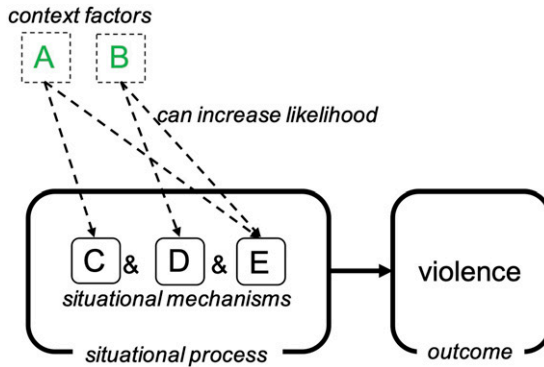 context factors
A B
can increase likelihood
C & D & E
situational mechanisms
violence
situational process
outcome